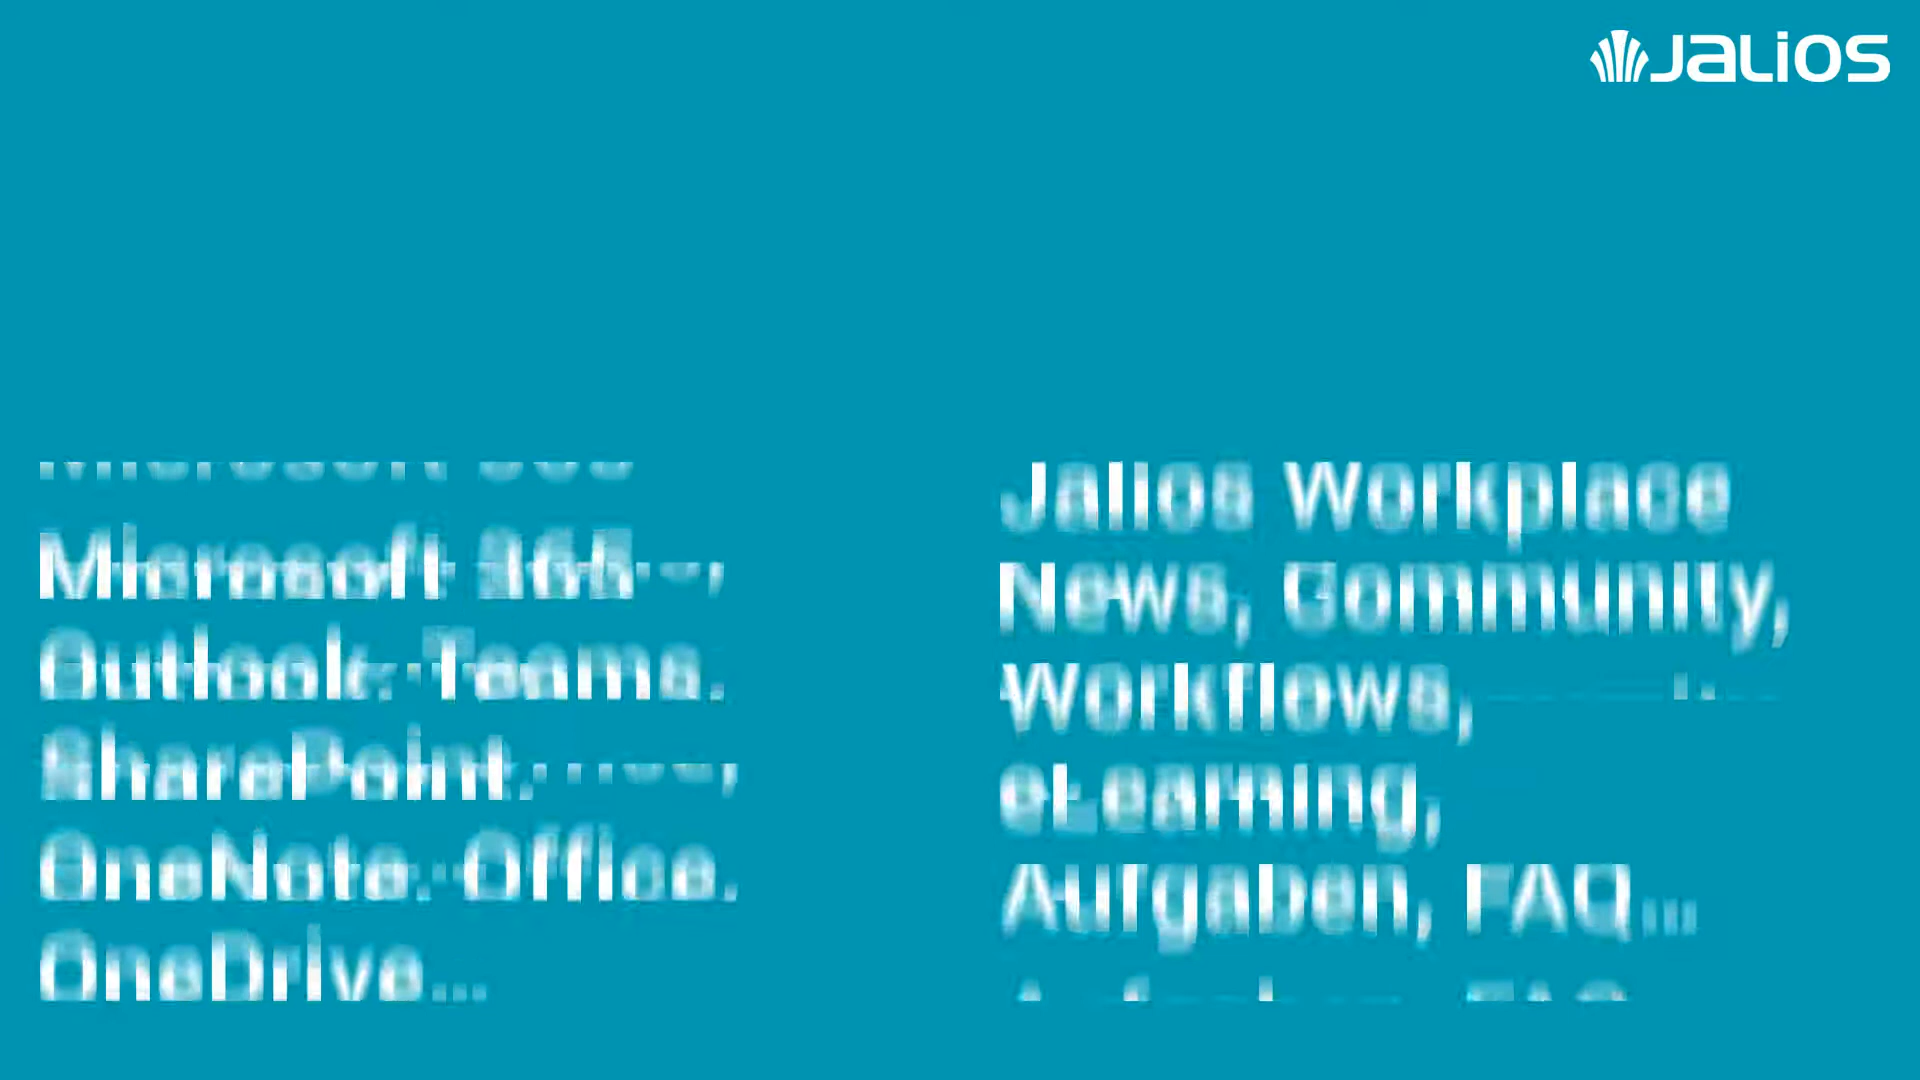 JALIOS
Microsoft 365
Outlook, Teams,
SharePoint,
OneNote, Office,
OneDrive...
Jalios Workplace
News, Community,
Workflows,
eLearning,
Aufgaben, FAQ...